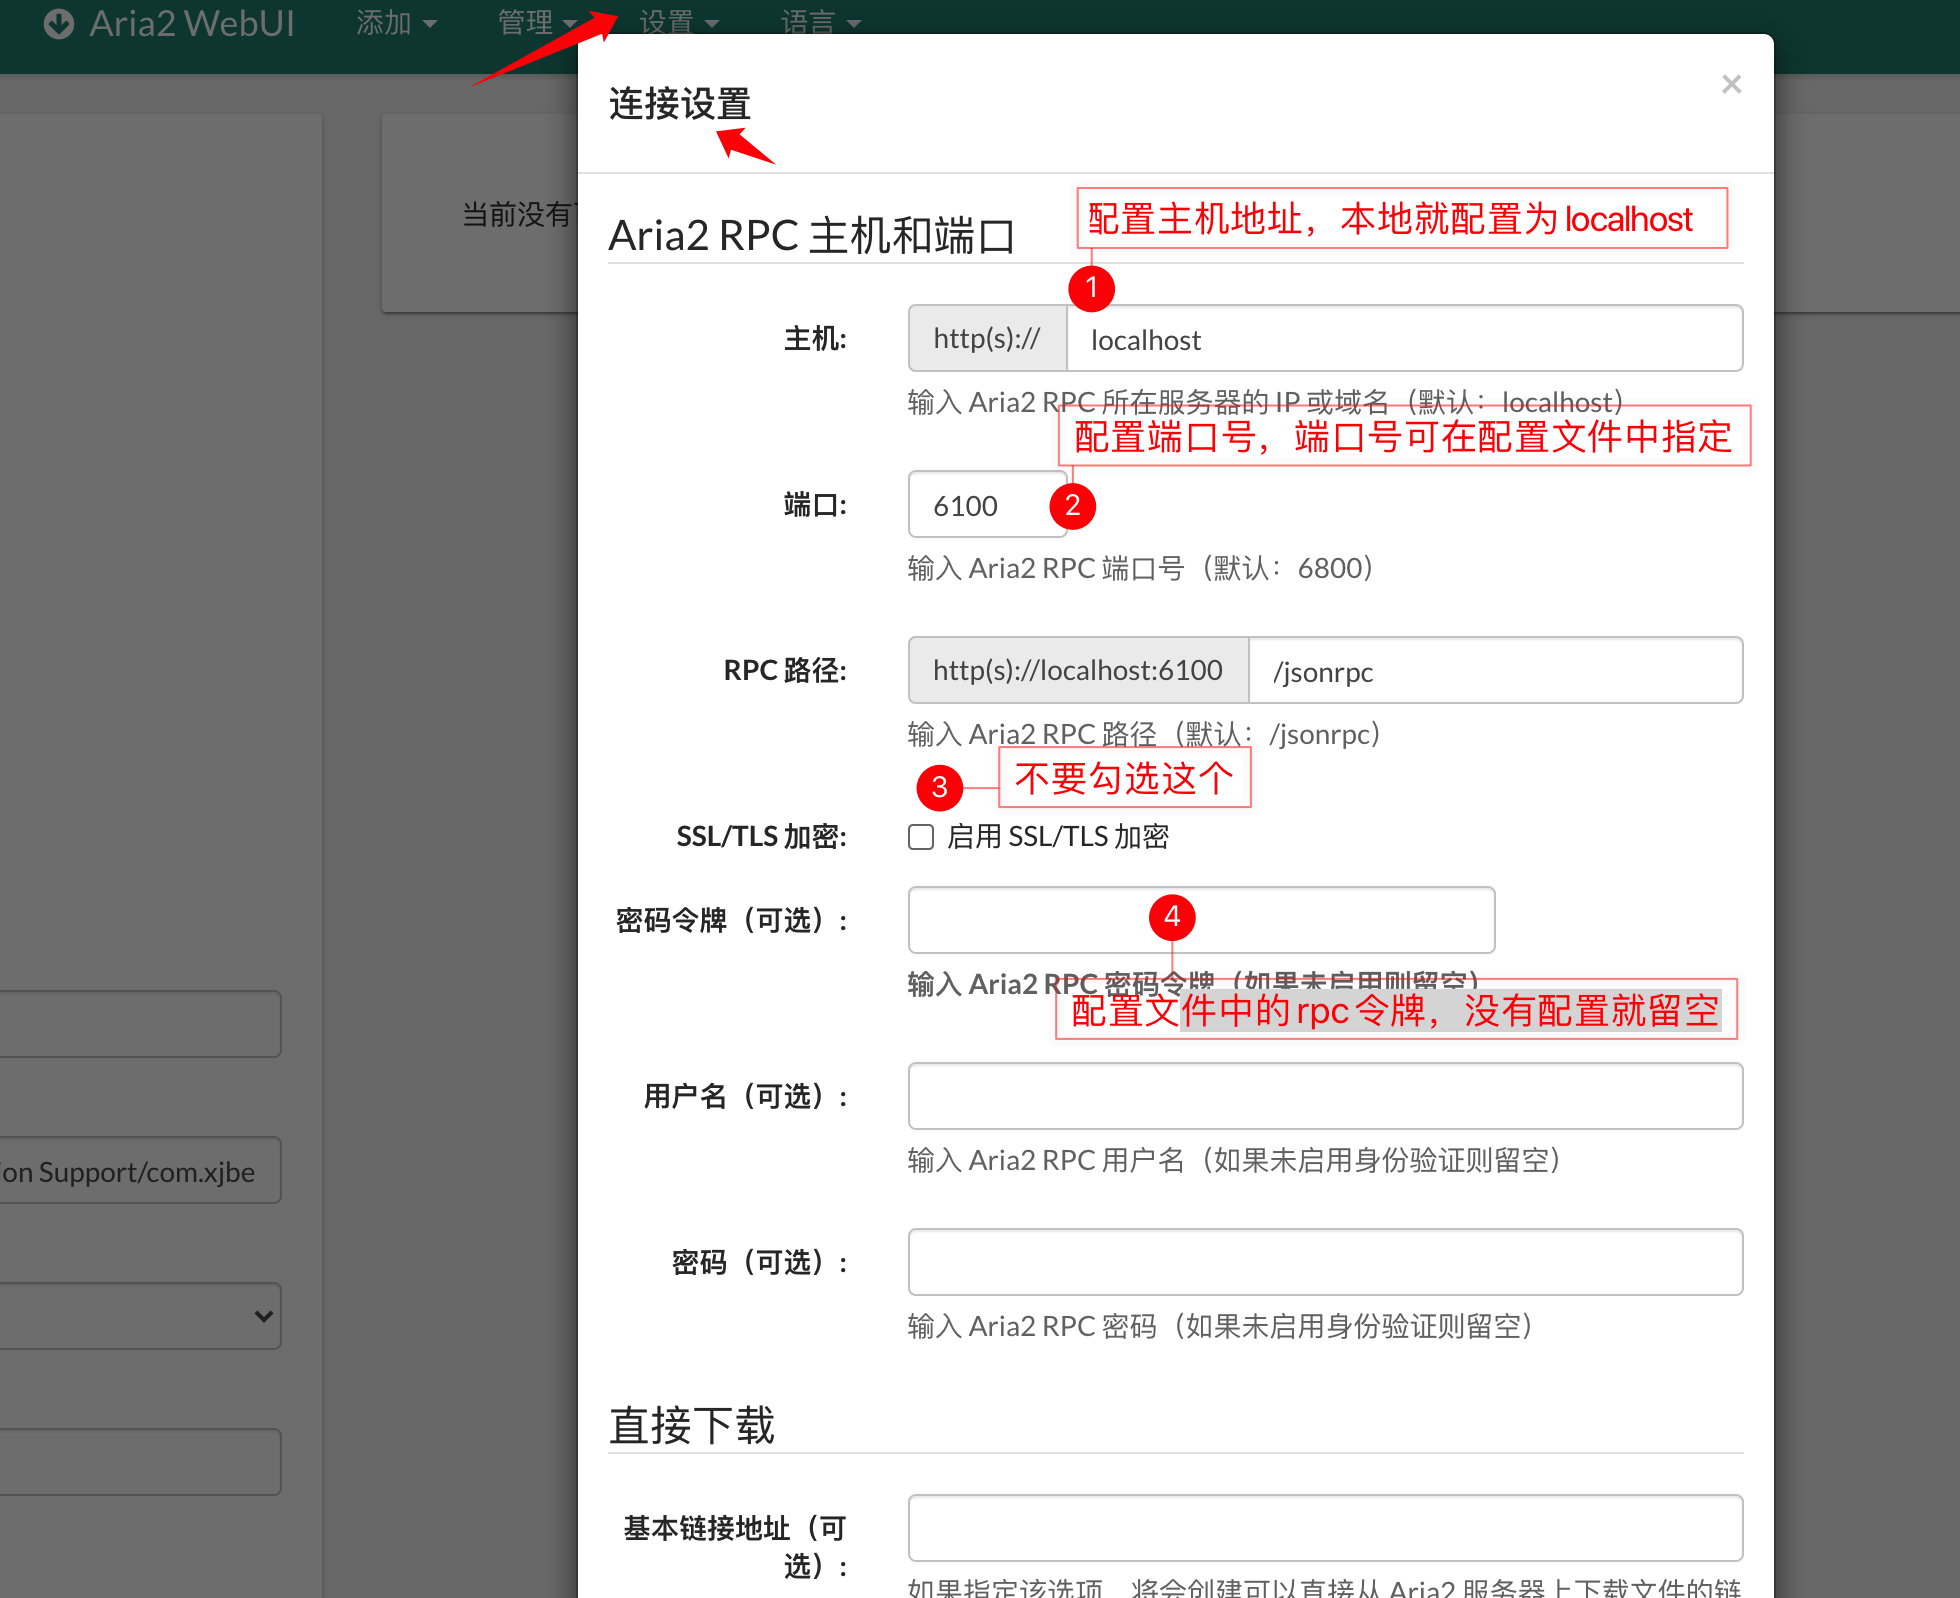 Aria2 WebUI 添加 管理 设置 语言
连接设置
×
当前没有
Aria2 RPC 主机和端口
配置主机地址，本地就配置为 localhost
1
主机: http(s):// localhost
输入 Aria2 RPC 所在服务器的 IP 或域名（默认：localhost）
配置端口号，端口号可在配置文件中指定
端口: 6100 2
输入 Aria2 RPC 端口号（默认：6800）
RPC 路径: http(s)://localhost:6100 /jsonrpc
输入 Aria2 RPC 路径（默认：/jsonrpc）
3 不要勾选这个
SSL/TLS 加密: 启用 SSL/TLS 加密
密码令牌（可选）: 4
输入 Aria2 RPC 密码令牌（如果未启用则留空）
配置文件中的 rpc 令牌，没有配置就留空
用户名（可选）:
输入 Aria2 RPC 用户名（如果未启用身份验证则留空）
ion Support/com.xjbe
密码（可选）:
输入 Aria2 RPC 密码（如果未启用身份验证则留空）
直接下载
基本链接地址（可
选）:
如果指定该选项，将会创建可以直接从 Aria2 服务器上下载文件的链